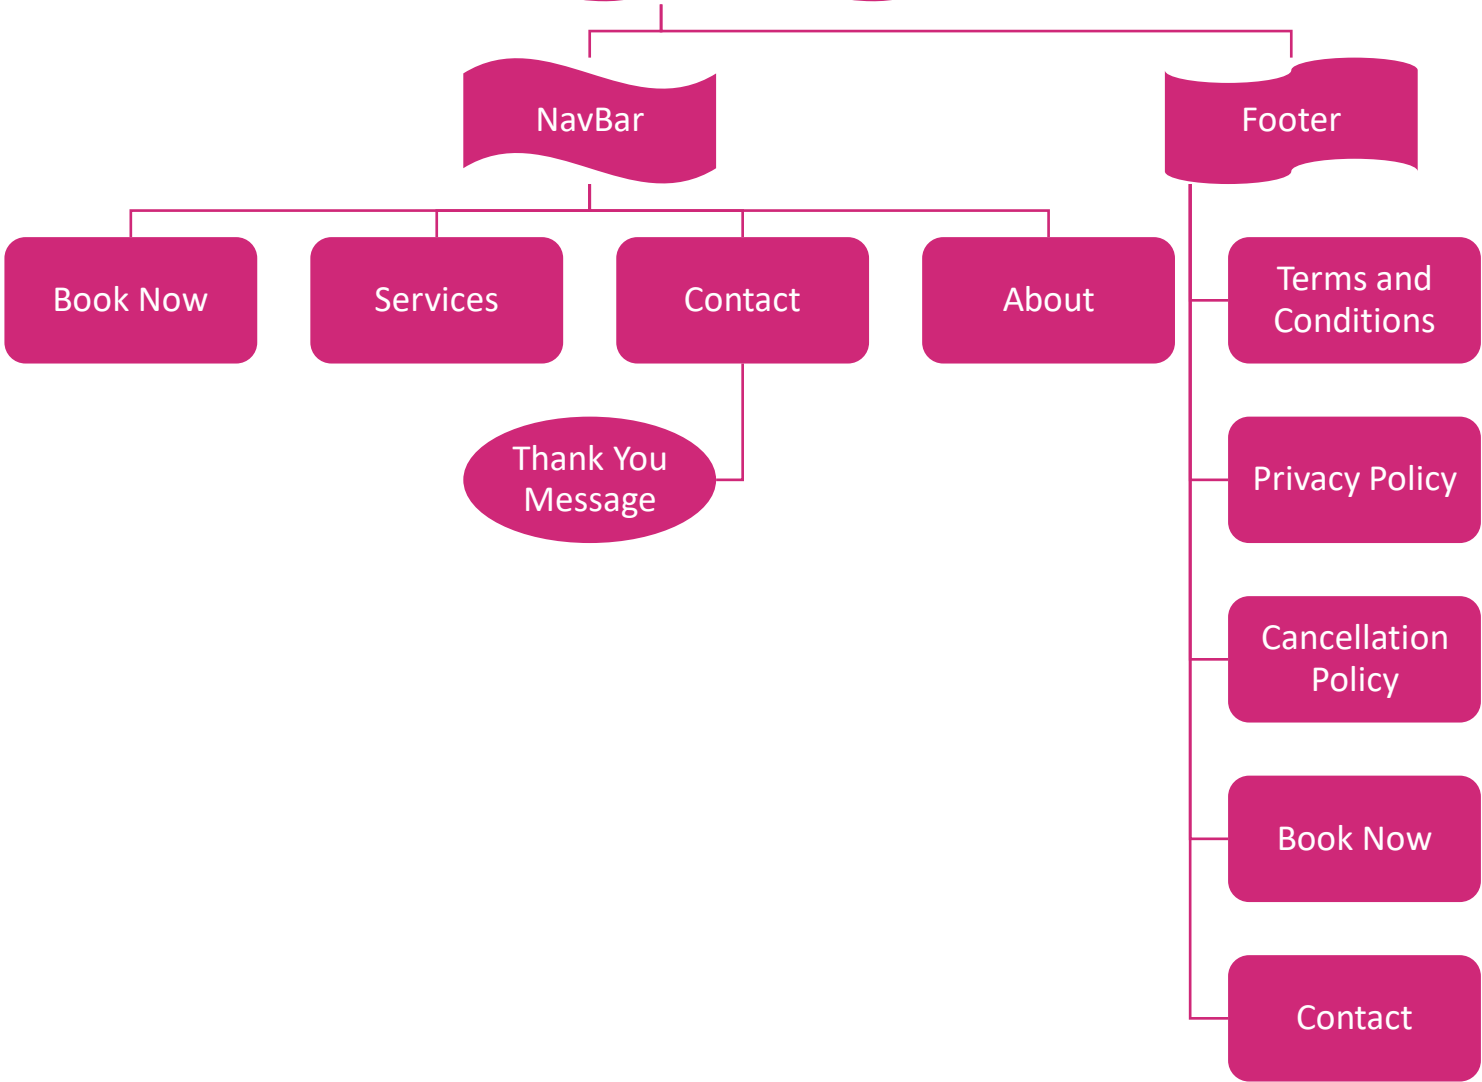 NavBar
Footer
Book Now
Services
Contact
About
Terms and
Conditions
Thank You
Message
Privacy Policy
Cancellation
Policy
Book Now
Contact